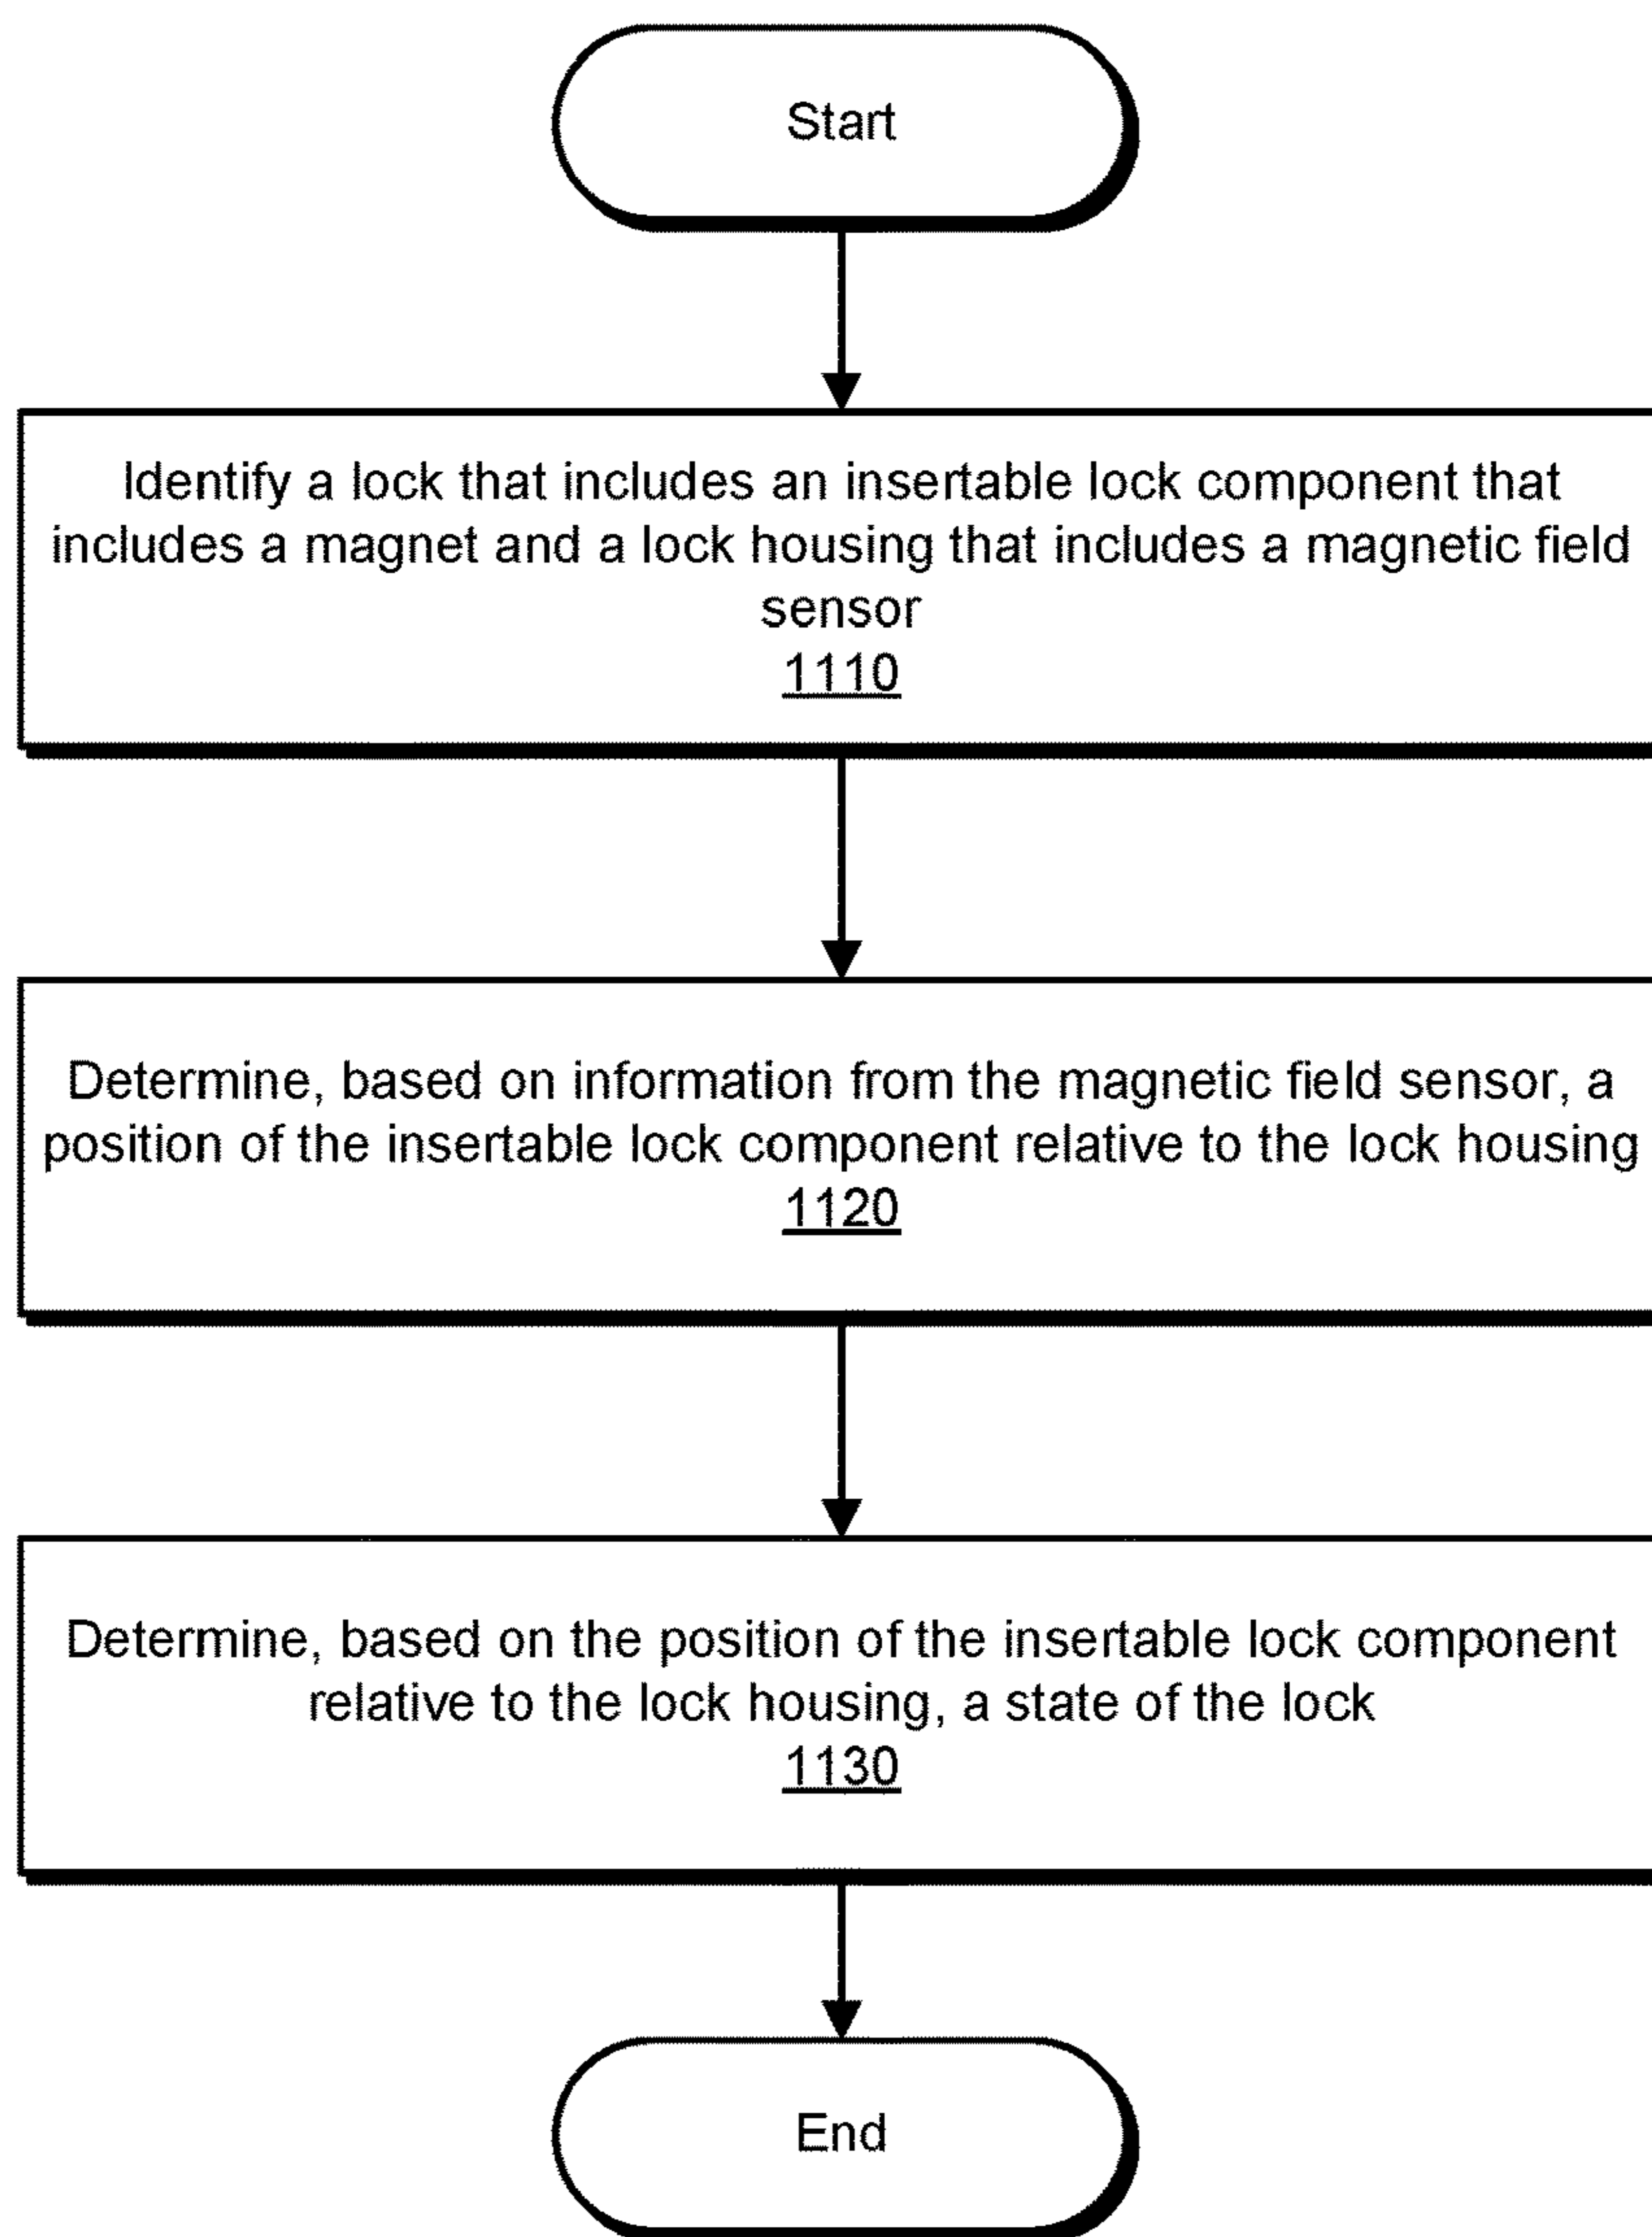 Start
Identify a lock that includes an insertable lock component that
includes a magnet and a lock housing that includes a magnetic field
sensor
1110
Determine, based on information from the magnetic field sensor, a
position of the insertable lock component relative to the lock housing
1120
Determine, based on the position of the insertable lock component
relative to the lock housing, a state of the lock
1130
End